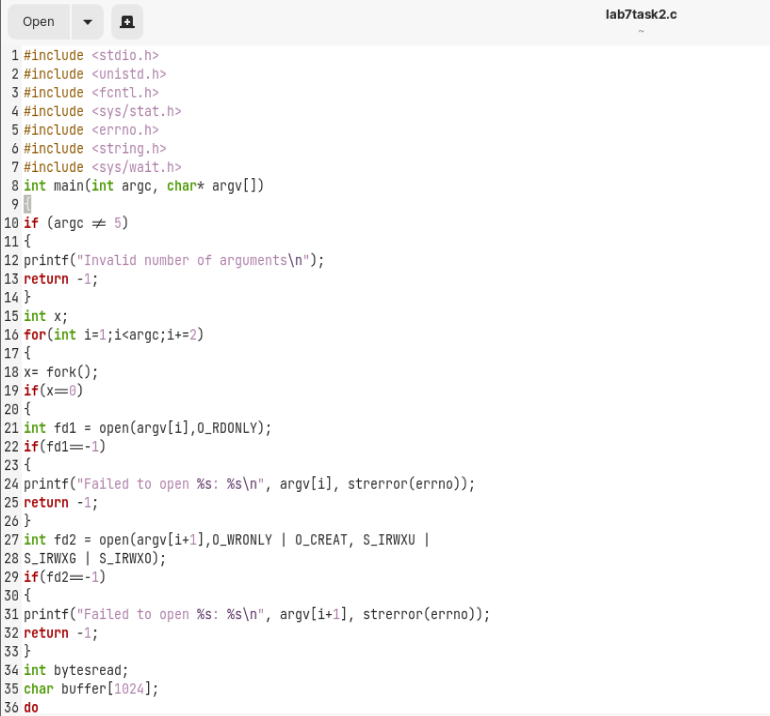 Open
lab7task2.c
~
1 #include <stdio.h>
2 #include <unistd.h>
3 #include <fcntl.h>
4 #include <sys/stat.h>
5 #include <errno.h>
6 #include <string.h>
7 #include <sys/wait.h>
8 int main(int argc, char* argv[])
9 {
10 if (argc != 5)
11 {
12 printf("Invalid number of arguments\n");
13 return -1;
14 }
15 int x;
16 for(int i=1;i<argc;i+=2)
17 {
18 x= fork();
19 if(x==0)
20 {
21 int fd1 = open(argv[i],O_RDONLY);
22 if(fd1==-1)
23 {
24 printf("Failed to open %s: %s\n", argv[i], strerror(errno));
25 return -1;
26 }
27 int fd2 = open(argv[i+1],O_WRONLY | O_CREAT, S_IRWXU |
28 S_IRWXG | S_IRWXO);
29 if(fd2==-1)
30 {
31 printf("Failed to open %s: %s\n", argv[i+1], strerror(errno));
32 return -1;
33 }
34 int bytesread;
35 char buffer[1024];
36 do